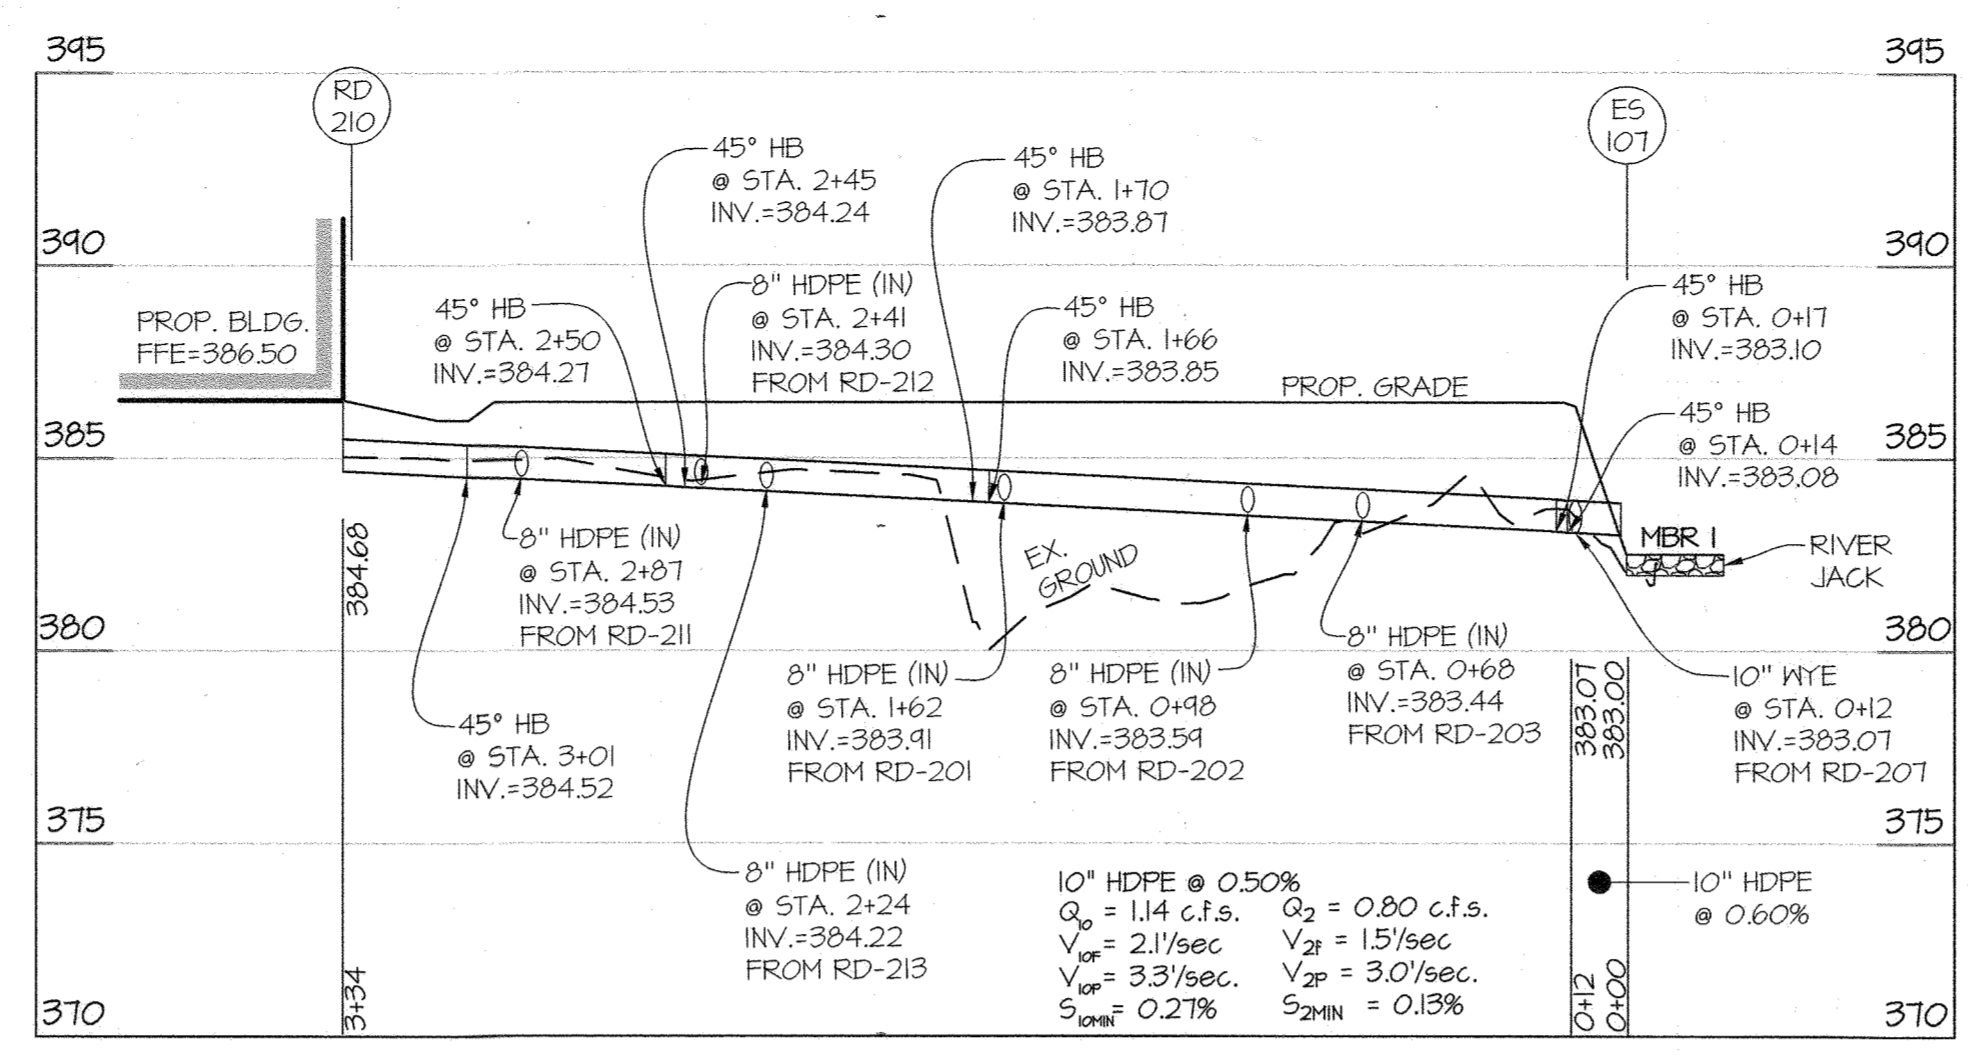 395
395
RD
210
ES
107
45° HB
@ STA. 2+45
INV.=384.24
45° HB
@ STA. 1+70
INV.=383.87
390
390
PROP. BLDG.
FFE=386.50
45° HB
@ STA. 2+50
INV.=384.27
8" HDPE (IN)
@ STA. 2+41
INV.=384.30
FROM RD-212
45° HB
@ STA. 1+66
INV.=383.85
PROP. GRADE
45° HB
@ STA. 0+17
INV.=383.10
385
385
45° HB
@ STA. 0+14
INV.=383.08
384.68
8" HDPE (IN)
@ STA. 2+87
INV.=384.53
FROM RD-211
EX.
GROUND
MBR 1
RIVER
JACK
380
380
45° HB
@ STA. 3+01
INV.=384.52
8" HDPE (IN)
@ STA. 1+62
INV.=383.91
FROM RD-201
8" HDPE (IN)
@ STA. 0+98
INV.=383.59
FROM RD-202
8" HDPE (IN)
@ STA. 0+68
INV.=383.44
FROM RD-203
383.07
383.00
10" WYE
@ STA. 0+12
INV.=383.07
FROM RD-207
375
375
8" HDPE (IN)
@ STA. 2+24
INV.=384.22
FROM RD-213
10" HDPE @ 0.50%
Q10 = 1.14 c.f.s. Q2 = 0.80 c.f.s.
V10F= 2.1'/sec V2f = 1.5'/sec
V10P= 3.3'/sec. V2P = 3.0'/sec.
S10MIN= 0.27% S2MIN = 0.13%
10" HDPE
@ 0.60%
370
3+34
0+12
0+00
370